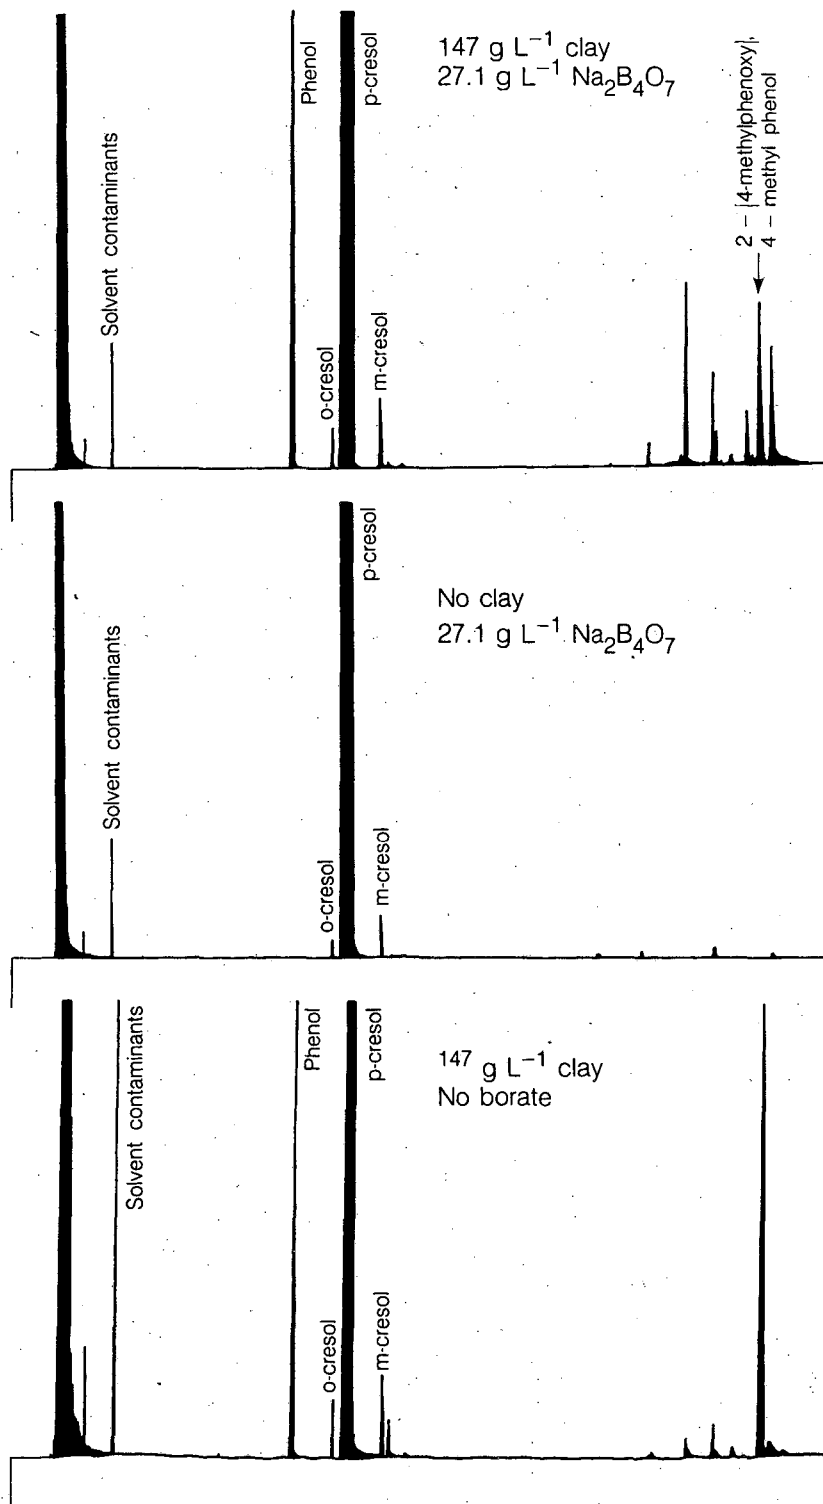 147 g L⁻¹ clay
27.1 g L⁻¹ Na₂B₄O₇
Solvent contaminants
Phenol
o-cresol
p-cresol
m-cresol
2 – [4-methylphenoxy],
4 – methyl phenol
No clay
27.1 g L⁻¹ Na₂B₄O₇
Solvent contaminants
o-cresol
p-cresol
m-cresol
147 g L⁻¹ clay
No borate
Solvent contaminants
Phenol
o-cresol
p-cresol
m-cresol